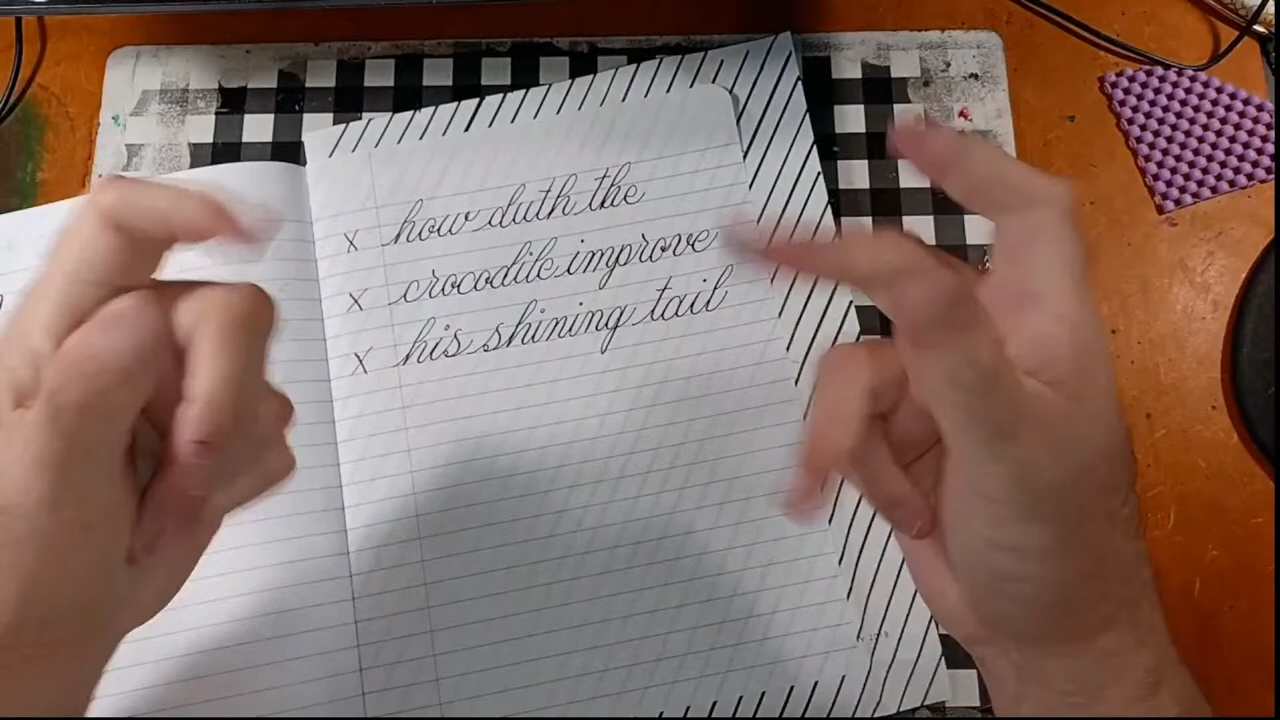 x how duth the
x crocodile improve
x his shining tail